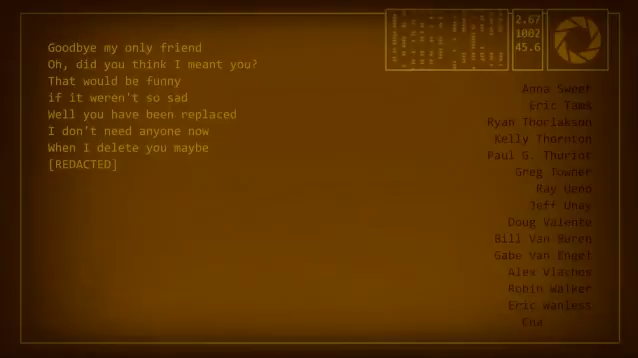 Goodbye my only friend
Oh, did you think I meant you?
That would be funny
if it weren't so sad
Well you have been replaced
I don't need anyone now
When I delete you maybe
[REDACTED]
2.67
1002
45.6
Anna Sweet
Eric Tams
Ryan Thorlakson
Kelly Thornton
Paul G. Thuriot
Greg Towner
Ray Ueno
Jeff Unay
Doug Valente
Bill Van Buren
Gabe Van Engel
Alex Vlachos
Robin Walker
Eric Wanless